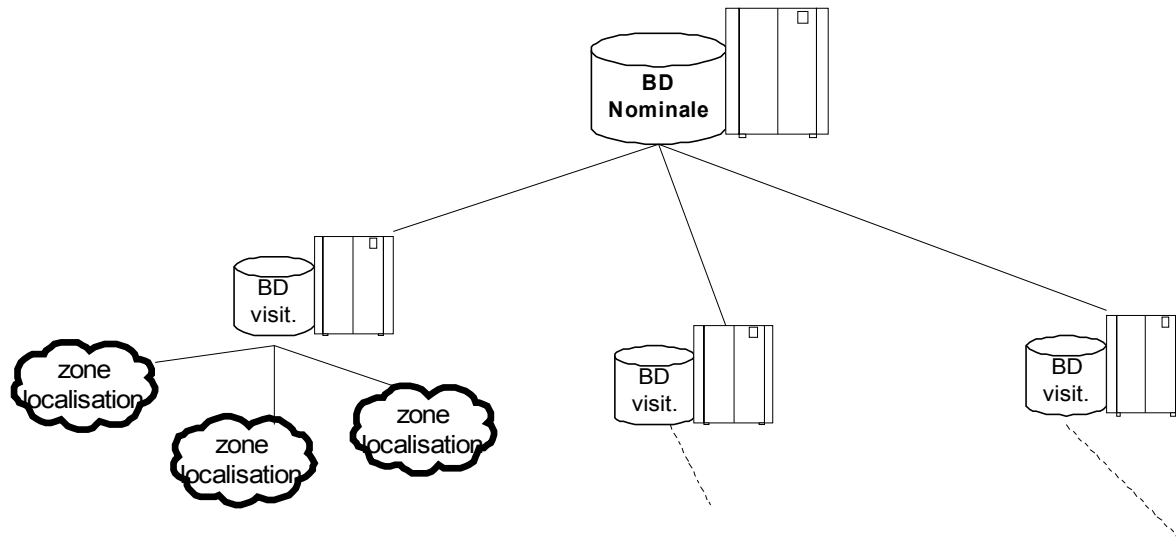 BD
Nominale
BD
visit.
zone
localisation
zone
localisation
zone
localisation
BD
visit.
BD
visit.